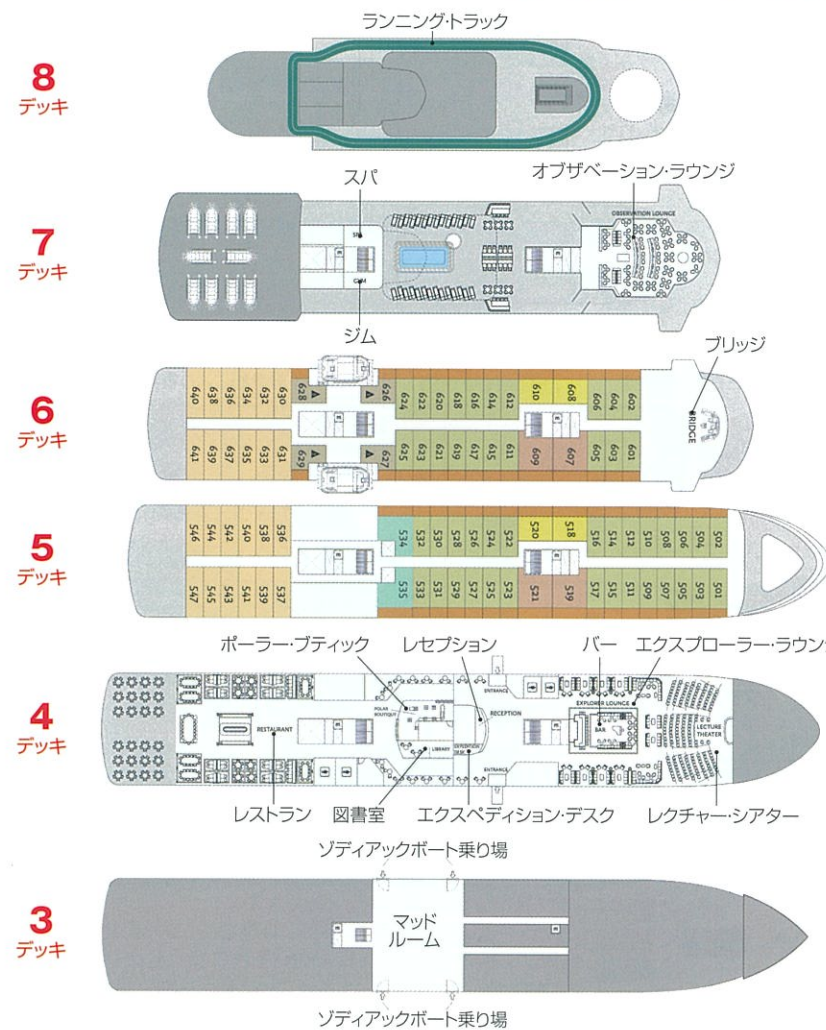 ランニング・トラック
8
デッキ
スパ
オブザベーション・ラウンジ
7
デッキ
OBSERVATION LOUNGE
SPA
GYM
E
E
ジム
ブリッジ
6
デッキ
640 638 636 634 632 630 628 626 624 622 620 618 616 614 612 610 608 606 604 602
E
E
BRIDGE
641 639 637 635 633 631 629 627 625 623 621 619 617 615 611 609 607 605 603 601
5
デッキ
546 544 542 540 538 536 534 532 530 528 526 524 522 520 518 516 514 512 510 508 506 504 502
E
E
547 545 543 541 539 537 535 533 531 529 527 525 523 521 519 517 515 511 509 507 505 503 501
ポーラー・ブティック
レセプション
バー
エクスプローラー・ラウン
4
デッキ
ENTRANCE
POLAR BOUTIQUE
EXPLORER LOUNGE
RESTAURANT
RECEPTION
BAR
LECTURE THEATER
LIBRARY
EXPEDITION DESK
ENTRANCE
レストラン
図書室
エクスペディション・デスク
レクチャー・シアター
ゾディアックボート乗り場
3
デッキ
マッド
ルーム
E
E
ゾディアックボート乗り場